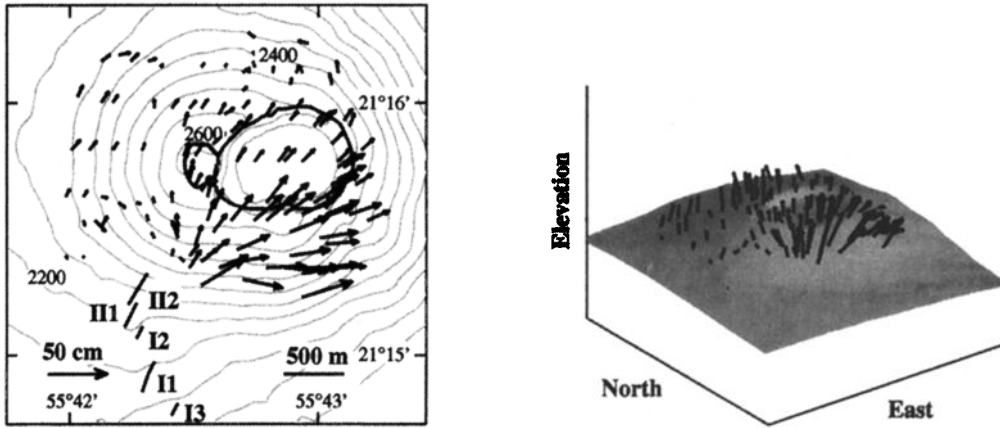 2400
21°16'
2600
2200
II2
II1
I2
50 cm
500 m
21°15'
I1
55°42'
I3
55°43'
Elevation
North
East